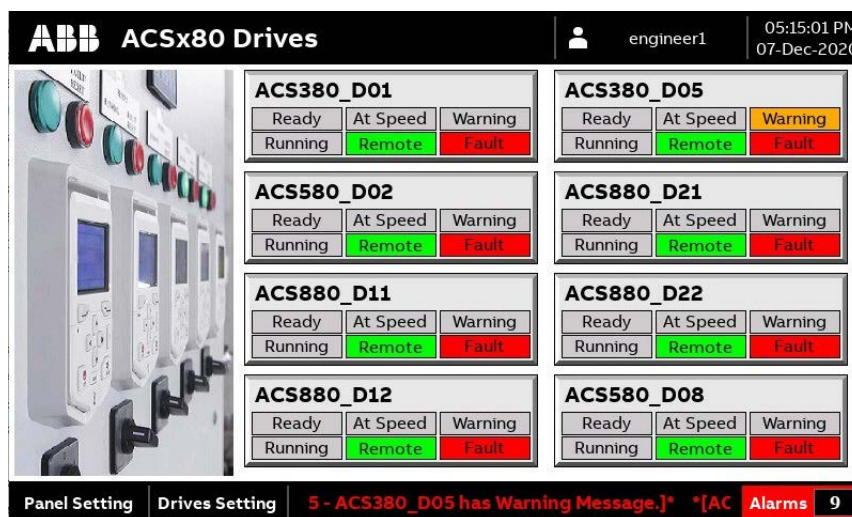 ABB ACSx80 Drives
engineer1
05:15:01 PM
07-Dec-2020
ACS380_D01
Ready At Speed Warning
Running Remote Fault
ACS380_D05
Ready At Speed Warning
Running Remote Fault
ACS580_D02
Ready At Speed Warning
Running Remote Fault
ACS880_D21
Ready At Speed Warning
Running Remote Fault
ACS880_D11
Ready At Speed Warning
Running Remote Fault
ACS880_D22
Ready At Speed Warning
Running Remote Fault
ACS880_D12
Ready At Speed Warning
Running Remote Fault
ACS580_D08
Ready At Speed Warning
Running Remote Fault
Panel Setting Drives Setting 5 - ACS380_D05 has Warning Message.]* *[AC Alarms 9